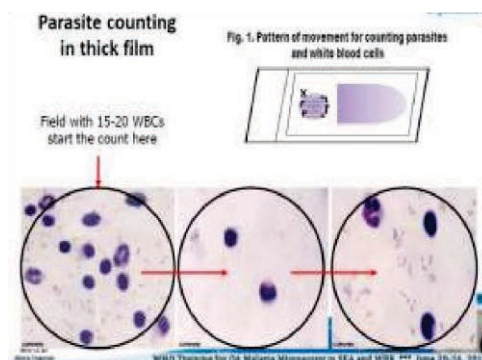 Parasite counting
in thick film
Fig. 1. Pattern of movement for counting parasites
and white blood cells
X
Field with 15-20 WBCs
start the count here
WHO Training for QA Malaria Microscopy in SEA and WPR